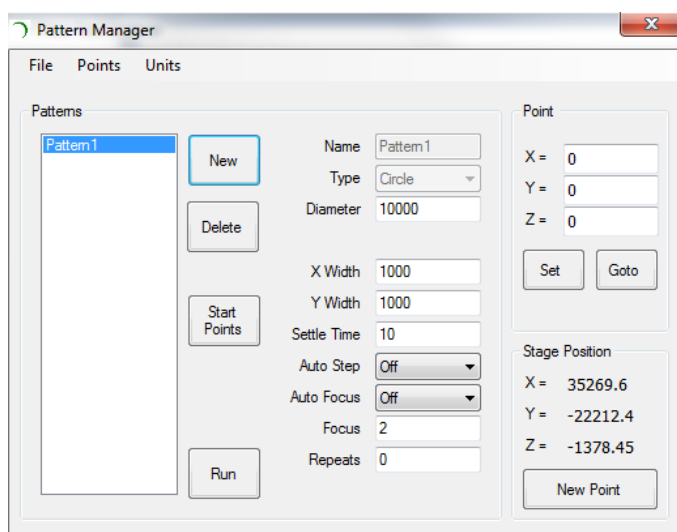 Pattern Manager
File Points Units
Patterns
Pattern1
New
Delete
Start
Points
Run
Name Pattern1
Type Circle
Diameter 10000
X Width 1000
Y Width 1000
Settle Time 10
Auto Step Off
Auto Focus Off
Focus 2
Repeats 0
Point
X = 0
Y = 0
Z = 0
Set Goto
Stage Position
X = 35269.6
Y = -22212.4
Z = -1378.45
New Point